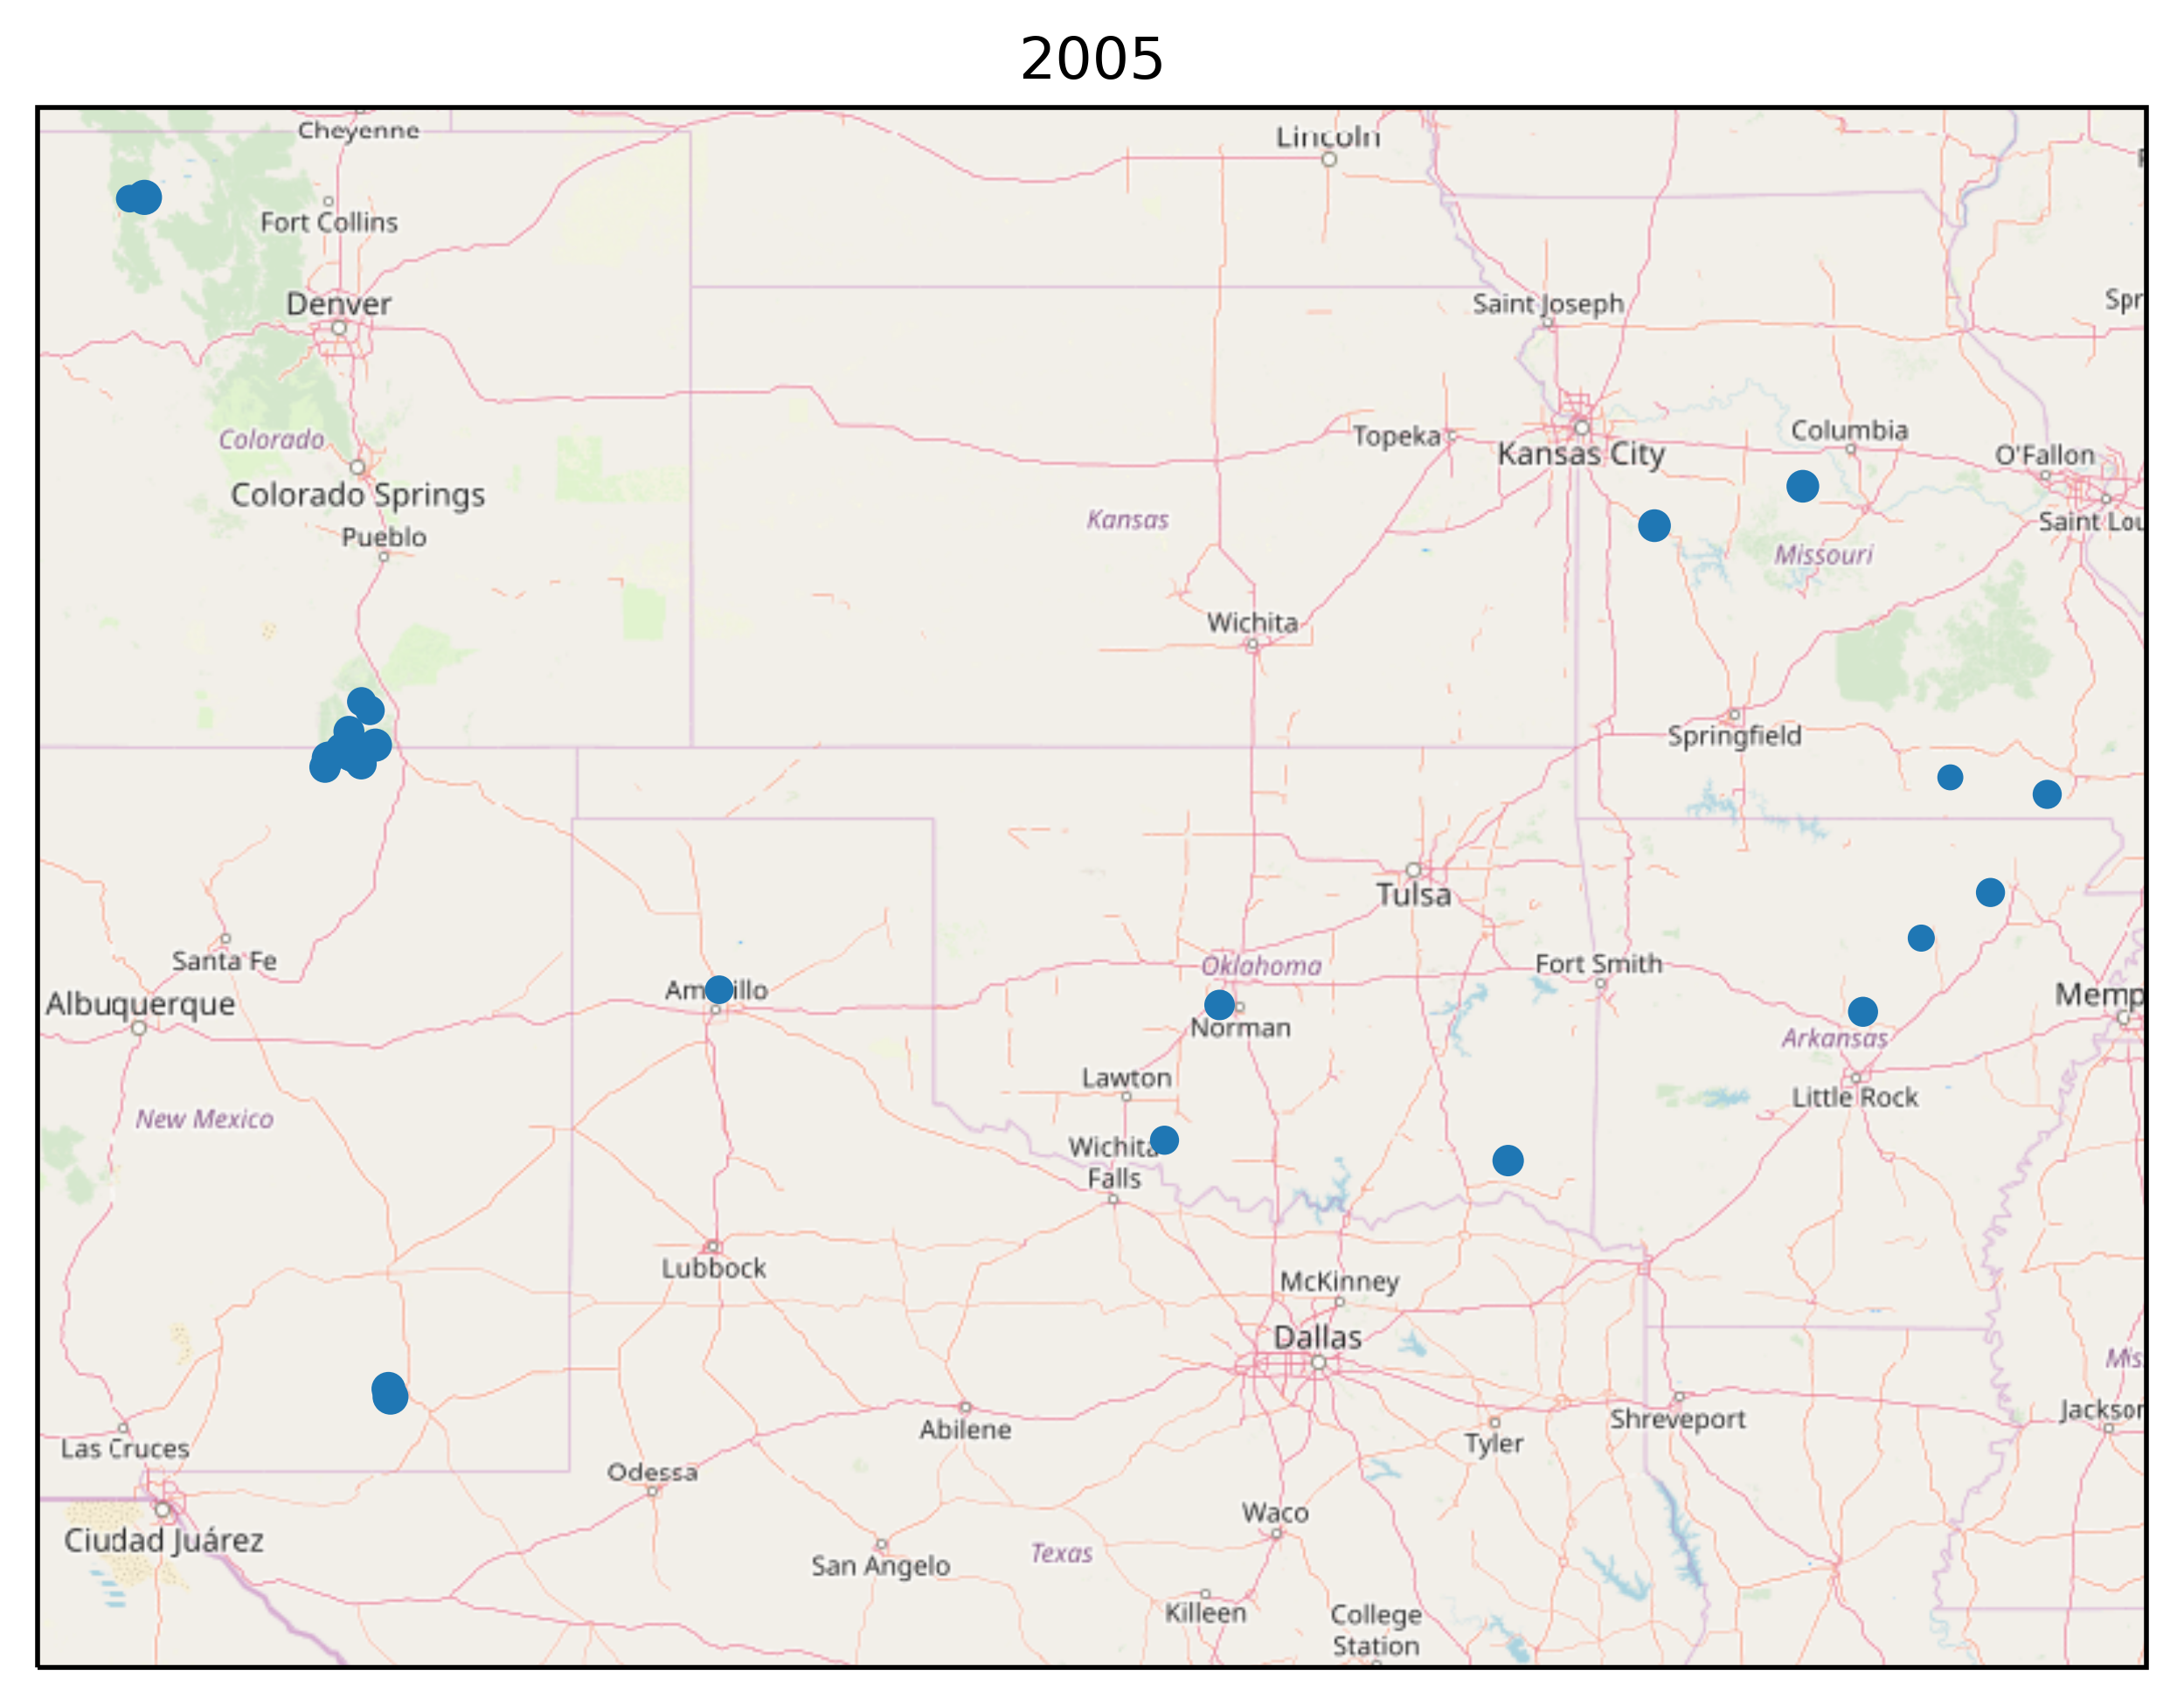 2005
Cheyenne
Lincoln
Fort Collins
Denver
Saint Joseph
Spr
Colorado
Topeka
Kansas City
Columbia
O'Fallon
Colorado Springs
Kansas
Pueblo
Saint Lou
Missouri
Wichita
Springfield
Tulsa
Santa Fe
Oklahoma
Fort Smith
Albuquerque
Am illo
Memp
Norman
Arkansas
Lawton
Little Rock
New Mexico
Wichita
Falls
Lubbock
McKinney
Dallas
Mis
Abilene
Shreveport
Jackson
Las Cruces
Tyler
Odessa
Waco
Ciudad Juárez
San Angelo
Texas
Killeen
College
Station